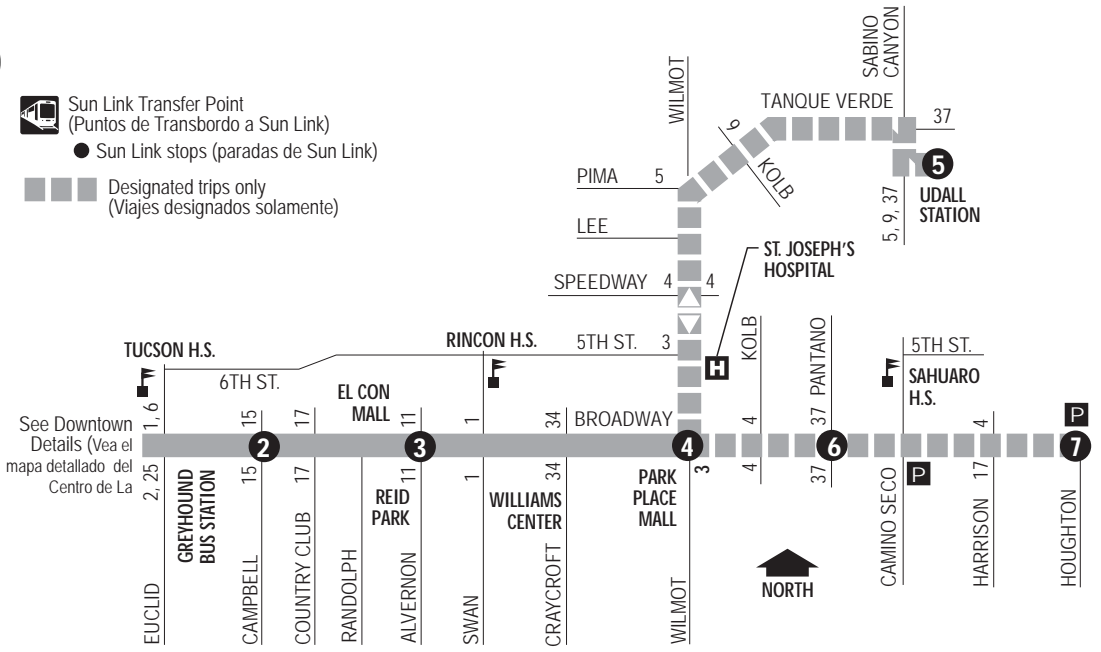 Sun Link Transfer Point
(Puntos de Transbordo a Sun Link)
Sun Link stops (paradas de Sun Link)
Designated trips only
(Viajes designados solamente)
SABINO
CANYON
WILMOT
TANQUE VERDE
37
9
KOLB
5
UDALL
STATION
5, 9, 37
PIMA 5
LEE
ST. JOSEPH'S
HOSPITAL
SPEEDWAY 4
4
H
TUCSON H.S.
RINCON H.S.
5TH ST. 3
6TH ST.
KOLB
PANTANO
5TH ST.
SAHUARO
H.S.
EL CON
MALL
BROADWAY
See Downtown
Details (Vea el
mapa detallado del
Centro de La
1, 6
15
17
11
1
34
4
37
4
P
2
3
4
6
7
2, 25
15
17
11
1
34
3
4
37
P
17
GREYHOUND
BUS STATION
REID
PARK
WILLIAMS
CENTER
PARK
PLACE
MALL
NORTH
EUCLID
CAMPBELL
COUNTRY CLUB
RANDOLPH
ALVERNON
SWAN
CRAYCROFT
WILMOT
CAMINO SECO
HARRISON
HOUGHTON